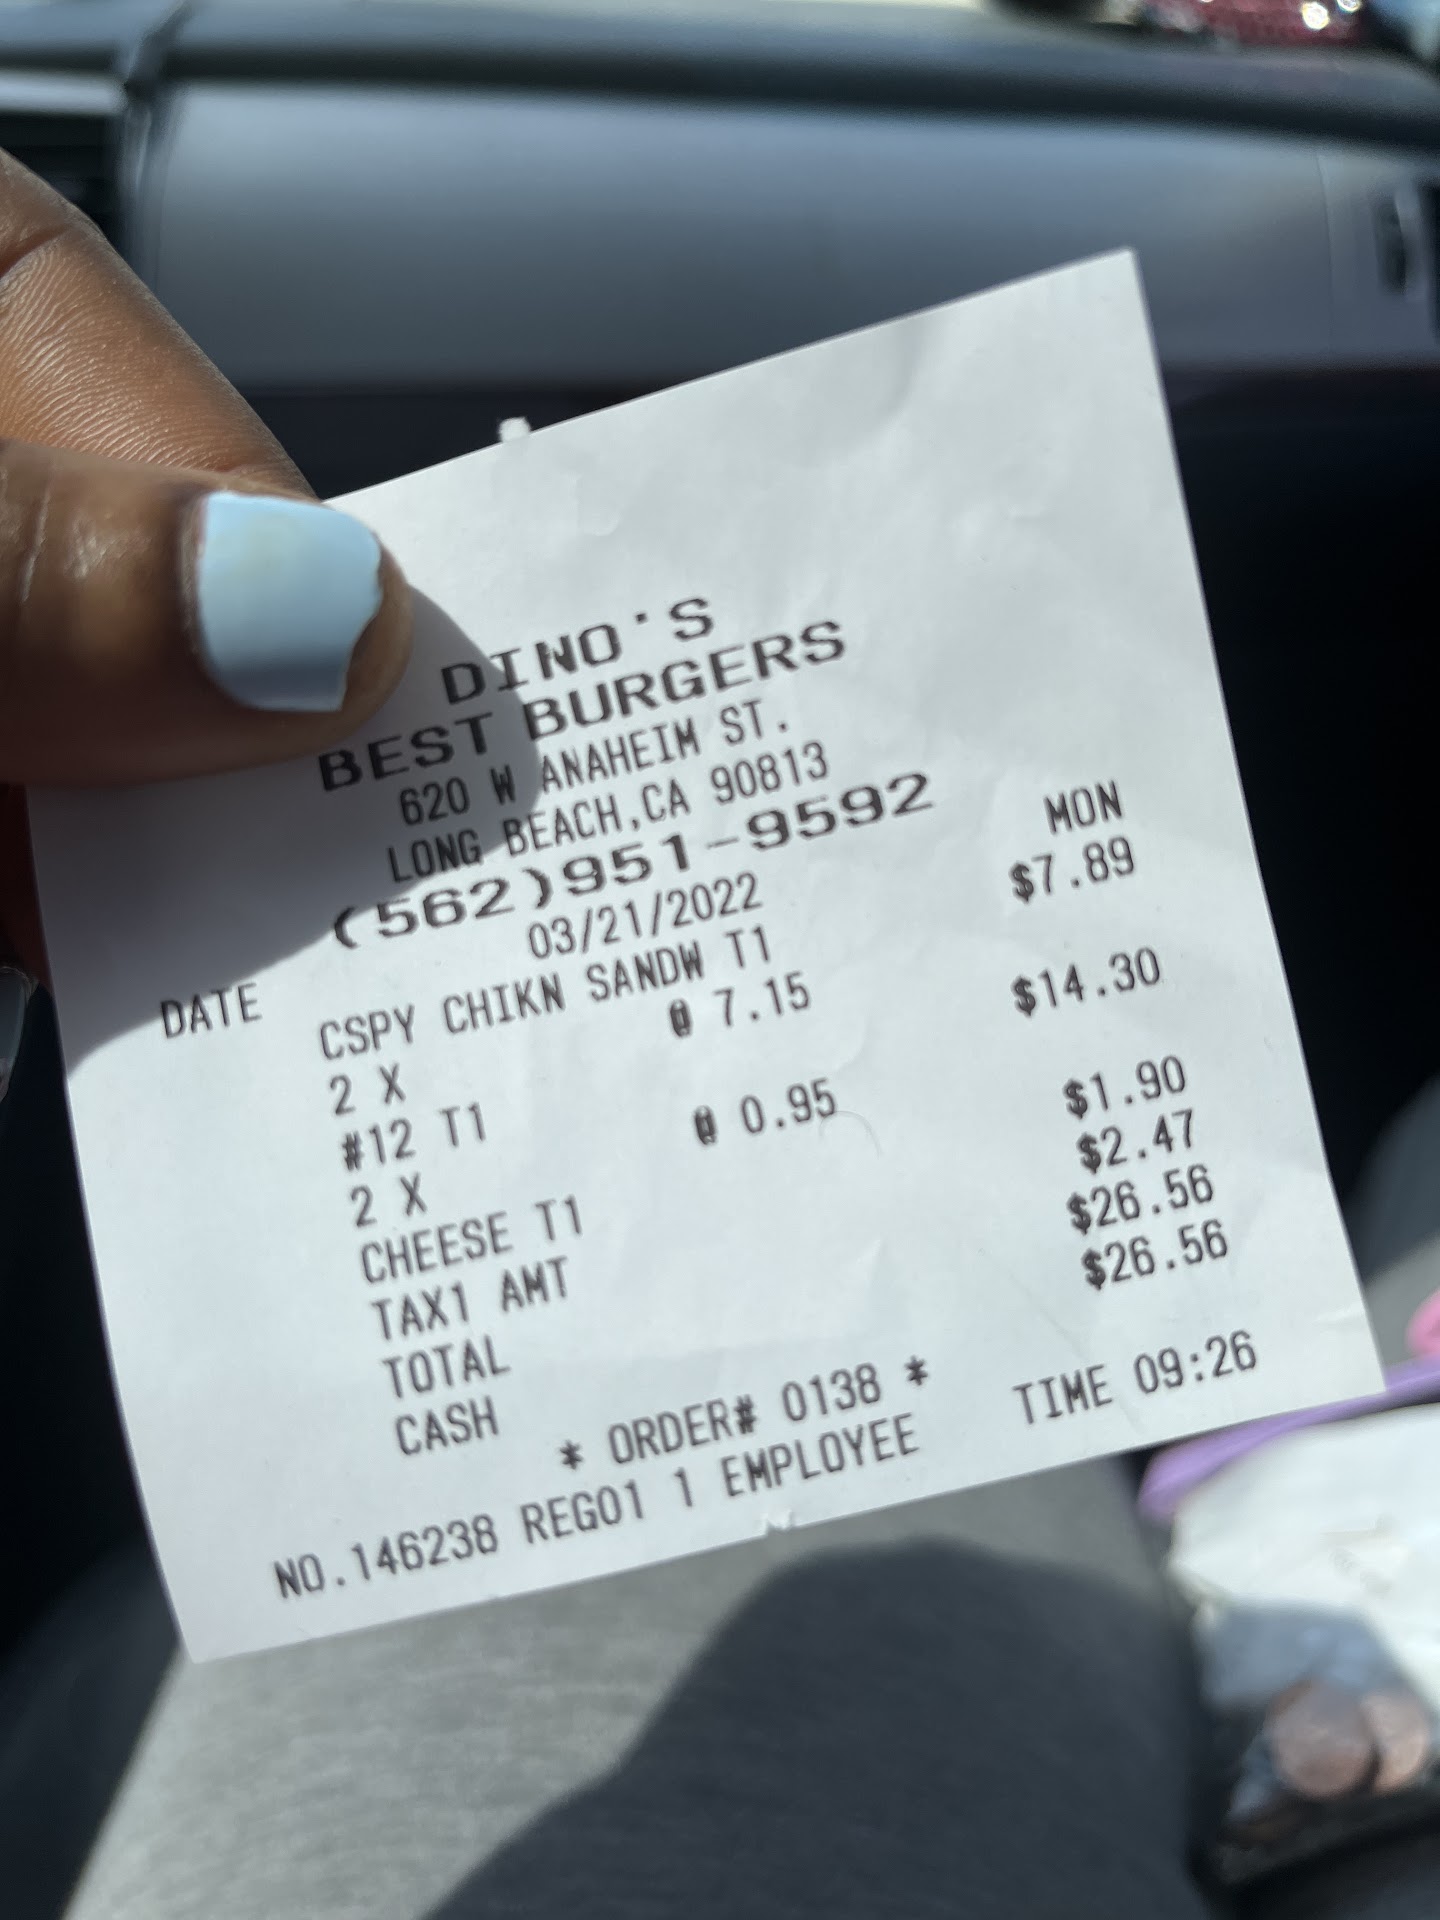 DINO'S
BEST BURGERS
620 W ANAHEIM ST.
LONG BEACH,CA 90813
(562)951-9592
DATE 03/21/2022 MON
CSPY CHIKN SANDW T1 $7.89
2 X @ 7.15
#12 T1 $14.30
2 X @ 0.95
CHEESE T1 $1.90
TAX1 AMT $2.47
TOTAL $26.56
CASH $26.56
* ORDER# 0138 *
NO.146238 REG01 1 EMPLOYEE TIME 09:26